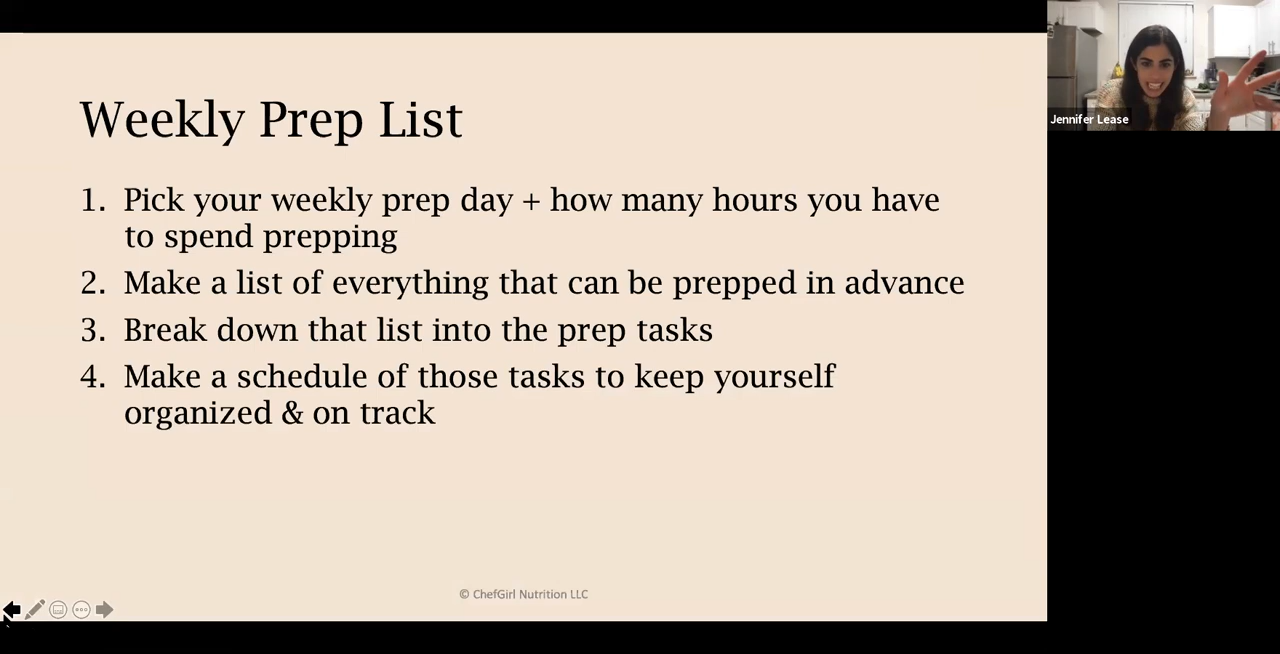 Weekly Prep List
1. Pick your weekly prep day + how many hours you have
to spend prepping
2. Make a list of everything that can be prepped in advance
3. Break down that list into the prep tasks
4. Make a schedule of those tasks to keep yourself
organized & on track
© ChefGirl Nutrition LLC
Jennifer Lease